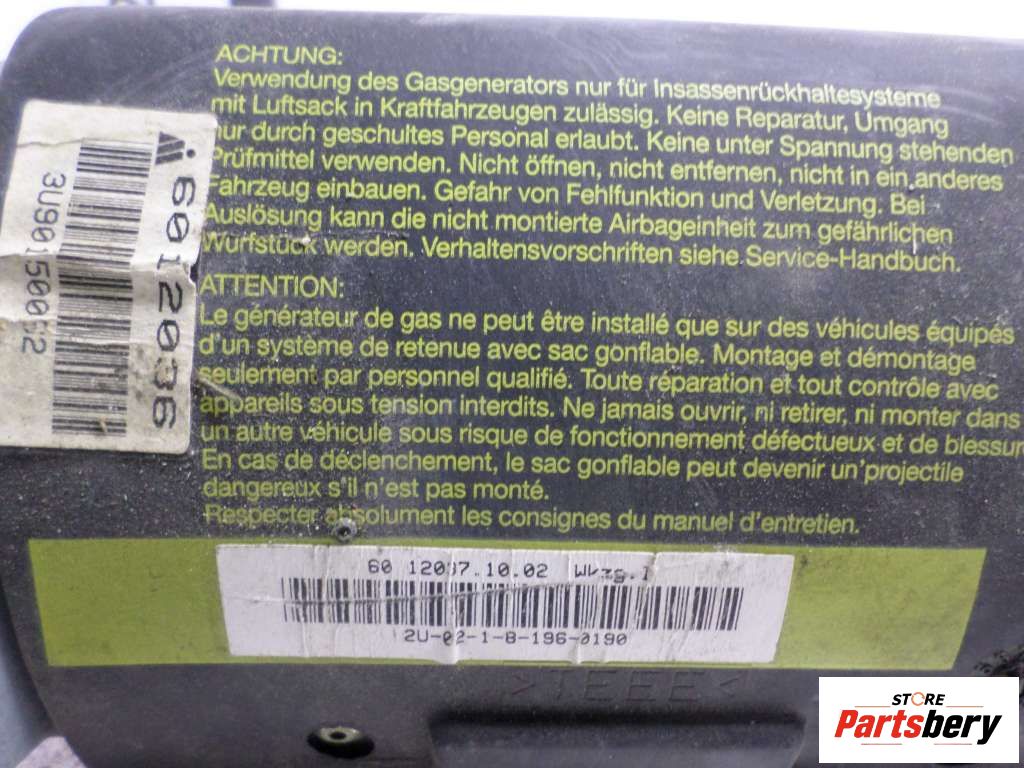 ACHTUNG:
Verwendung des Gasgenerators nur für Insassenrückhaltesysteme
mit Luftsack in Kraftfahrzeugen zulässig. Keine Reparatur, Umgang
nur durch geschultes Personal erlaubt. Keine unter Spannung stehenden
Prüfmittel verwenden. Nicht öffnen, nicht entfernen, nicht in ein anderes
Fahrzeug einbauen. Gefahr von Fehlfunktion und Verletzung. Bei
Auslösung kann die nicht montierte Airbageinheit zum gefährlichen
Wurfstück werden. Verhaltensvorschriften siehe Service-Handbuch.
ATTENTION:
Le générateur de gas ne peut être installé que sur des véhicules équipés
d'un système de retenue avec sac gonflable. Montage et démontage
seulement par personnel qualifié. Toute réparation et tout contrôle avec
appareils sous tension interdits. Ne jamais ouvrir, ni retirer, ni monter dans
un autre véhicule sous risque de fonctionnement défectueux et de blessur
En cas de déclenchement, le sac gonflable peut devenir un'projectile
dangereux s'il n'est pas monté.
Respecter absolument les consignes du manuel d'entretien.
6012036
60 12037.10.02 Wkzg.1
2U-02-1-8-196-0190
>TEEE<
STORE
Partsbery